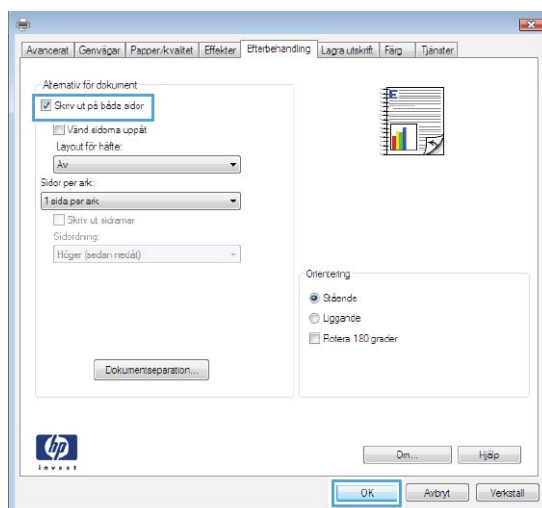 Avancerat Genvägar Papper/kvalitet Effekter Efterbehandling Lagra utskrift Färg Tjänster
Alternativ för dokument
Skriv ut på båda sidor
Vänd sidorna uppåt
Layout för häfte:
Av
Sidor per ark:
1 sida per ark
Skriv ut sidramar
Sidordning:
Höger (sedan nedåt)
Dokumentseparation...
E
Orientering
Stående
Liggande
Rotera 180 grader
hp
invent
Om... Hjälp
OK Avbryt Verkställ